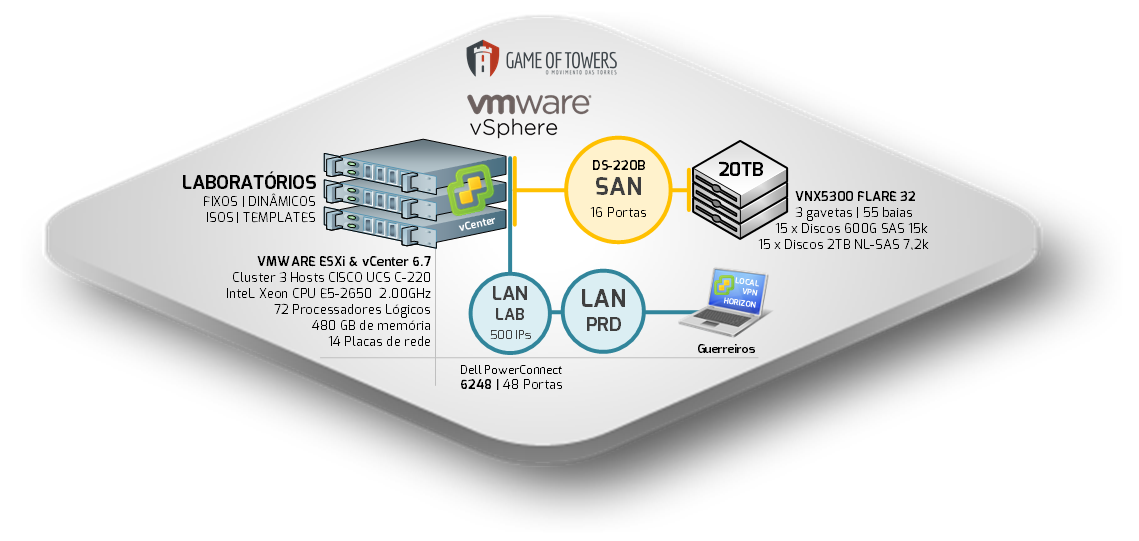 GAME OF TOWERS
O MOVIMENTO DAS TORRES
vmware®
vSphere
LABORATÓRIOS
FIXOS | DINÂMICOS
ISOS | TEMPLATES
vCenter
DS-220B
SAN
16 Portas
20TB
VNX5300 FLARE 32
3 gavetas | 55 baias
15 x Discos 600G SAS 15k
15 x Discos 2TB NL-SAS 7,2k
VMWARE ESXi & vCenter 6.7
Cluster 3 Hosts CISCO UCS C-220
InteL Xeon CPU E5-2650 2.00GHz
72 Processadores Lógicos
480 GB de memória
14 Placas de rede
LAN
LAB
500 IPs
LAN
PRD
LOCAL
VPN
HORIZON
Guerreiros
Dell PowerConnect
6248 | 48 Portas